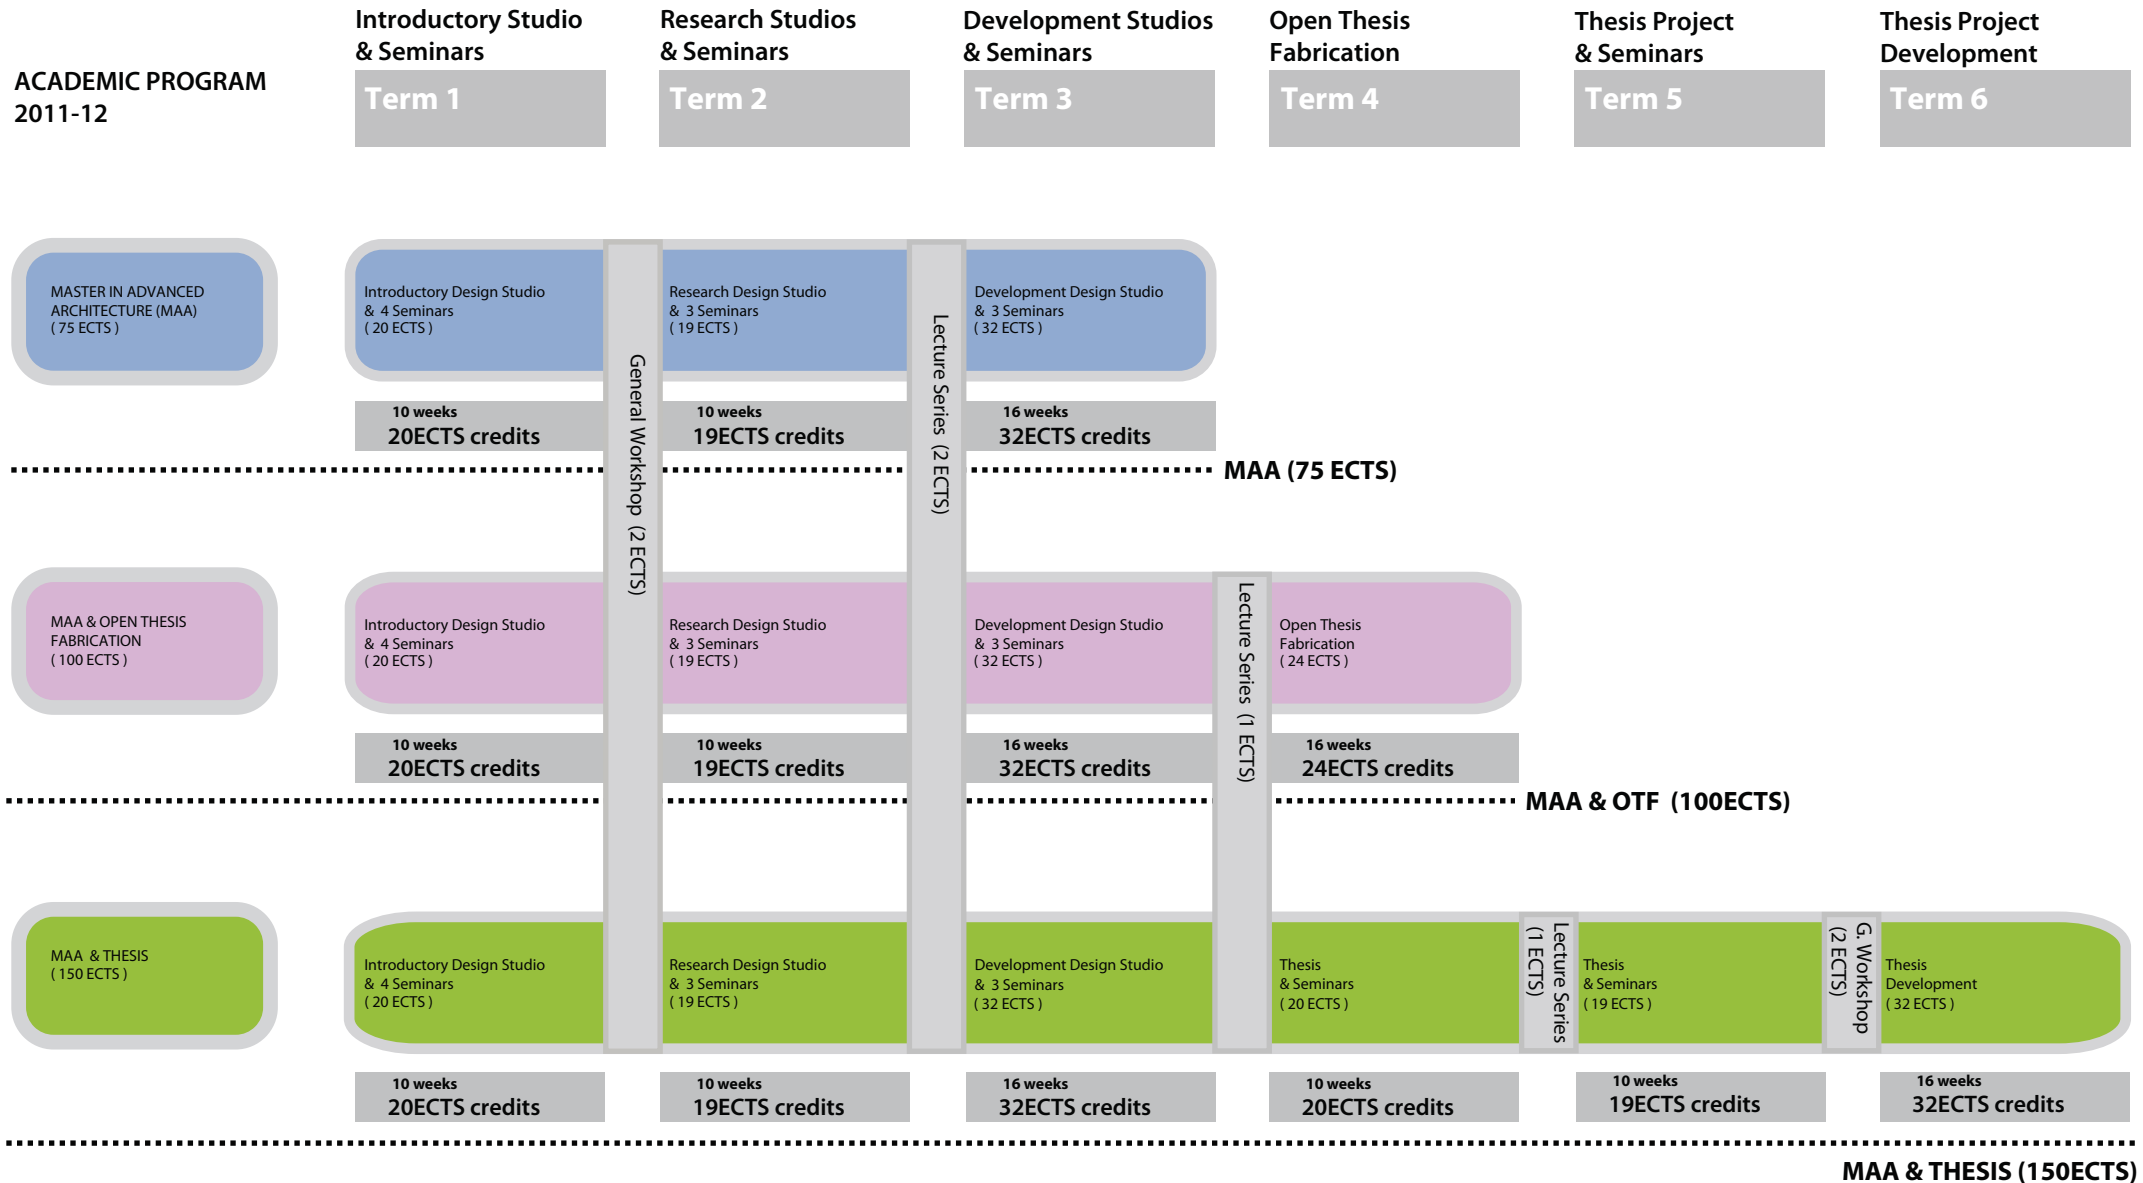 ACADEMIC PROGRAM
2011-12
Introductory Studio
& Seminars
Term 1
Research Studios
& Seminars
Term 2
Development Studios
& Seminars
Term 3
Open Thesis
Fabrication
Term 4
Thesis Project
& Seminars
Term 5
Thesis Project
Development
Term 6
MASTER IN ADVANCED
ARCHITECTURE (MAA)
( 75 ECTS )
Introductory Design Studio
& 4 Seminars
( 20 ECTS )
Research Design Studio
& 3 Seminars
( 19 ECTS )
Development Design Studio
& 3 Seminars
( 32 ECTS )
10 weeks
20ECTS credits
10 weeks
19ECTS credits
16 weeks
32ECTS credits
MAA (75 ECTS)
General Workshop (2 ECTS)
Lecture Series (2 ECTS)
MAA & OPEN THESIS
FABRICATION
( 100 ECTS )
Introductory Design Studio
& 4 Seminars
( 20 ECTS )
Research Design Studio
& 3 Seminars
( 19 ECTS )
Development Design Studio
& 3 Seminars
( 32 ECTS )
Lecture Series (1 ECTS)
Open Thesis
Fabrication
( 24 ECTS )
10 weeks
20ECTS credits
10 weeks
19ECTS credits
16 weeks
32ECTS credits
16 weeks
24ECTS credits
MAA & OTF (100ECTS)
MAA & THESIS
( 150 ECTS )
Introductory Design Studio
& 4 Seminars
( 20 ECTS )
Research Design Studio
& 3 Seminars
( 19 ECTS )
Development Design Studio
& 3 Seminars
( 32 ECTS )
Thesis
& Seminars
( 20 ECTS )
Lecture Series
(1 ECTS)
Thesis
& Seminars
( 19 ECTS )
G. Workshop
(2 ECTS)
Thesis
Development
( 32 ECTS )
10 weeks
20ECTS credits
10 weeks
19ECTS credits
16 weeks
32ECTS credits
10 weeks
20ECTS credits
10 weeks
19ECTS credits
16 weeks
32ECTS credits
MAA & THESIS (150ECTS)